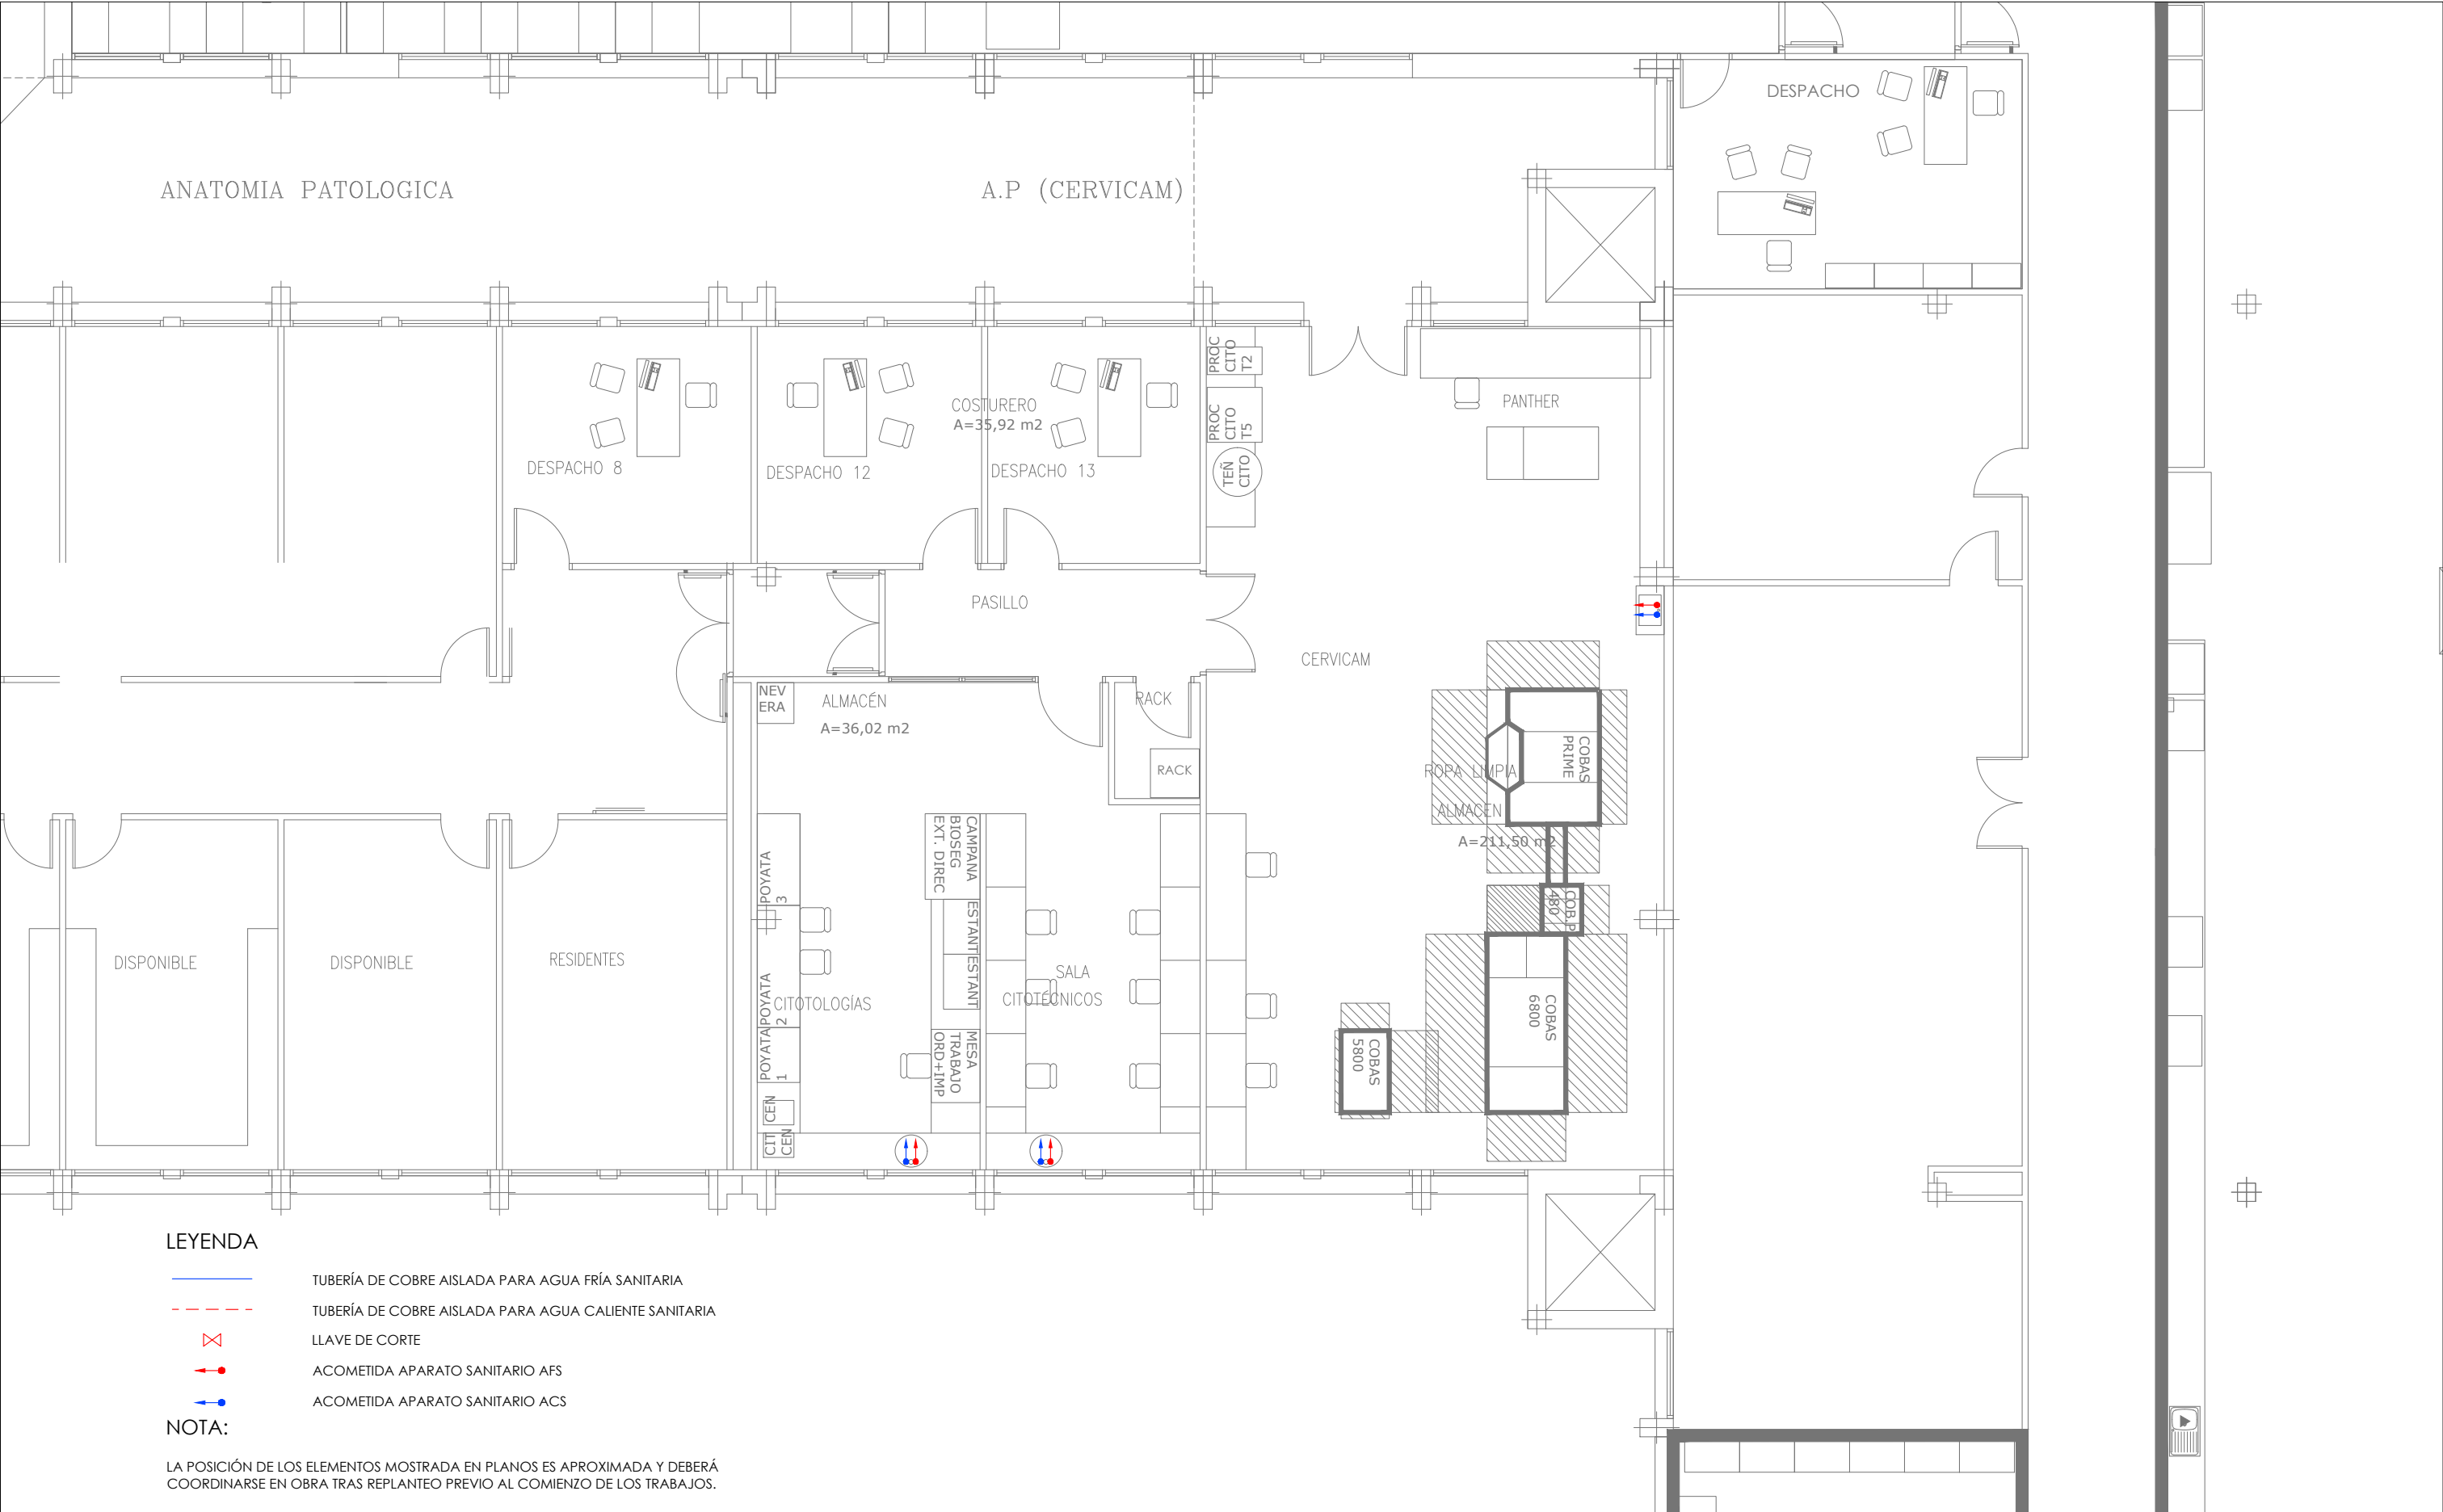 DESPACHO
ANATOMIA PATOLOGICA
A.P (CERVICAM)
PROC
CITO
T2
PROC
CITO
T5
TEÑ
CITO
PANTHER
COSTURERO
A=35,92 m2
DESPACHO 8
DESPACHO 12
DESPACHO 13
PASILLO
CERVICAM
NEV
ERA
ALMACÉN
A=36,02 m2
RACK
RACK
COBAS
PRIME
ROPA LIMPIA
ALMACEN
A=211,50 m2
COB.P
480
COBAS
6800
COBAS
5800
POYATA
3
POYATA
2
POYATA
1
CEN
CIT
CEN
CAMPANA
BIOSEG
EXT. DIREC
ESTANT
ESTANT
MESA
TRABAJO
ORD+IMP
CITOTOLOGÍAS
SALA
CITOTÉCNICOS
DISPONIBLE
DISPONIBLE
RESIDENTES
LEYENDA
TUBERÍA DE COBRE AISLADA PARA AGUA FRÍA SANITARIA
TUBERÍA DE COBRE AISLADA PARA AGUA CALIENTE SANITARIA
LLAVE DE CORTE
ACOMETIDA APARATO SANITARIO AFS
ACOMETIDA APARATO SANITARIO ACS
NOTA:
LA POSICIÓN DE LOS ELEMENTOS MOSTRADA EN PLANOS ES APROXIMADA Y DEBERÁ
COORDINARSE EN OBRA TRAS REPLANTEO PREVIO AL COMIENZO DE LOS TRABAJOS.